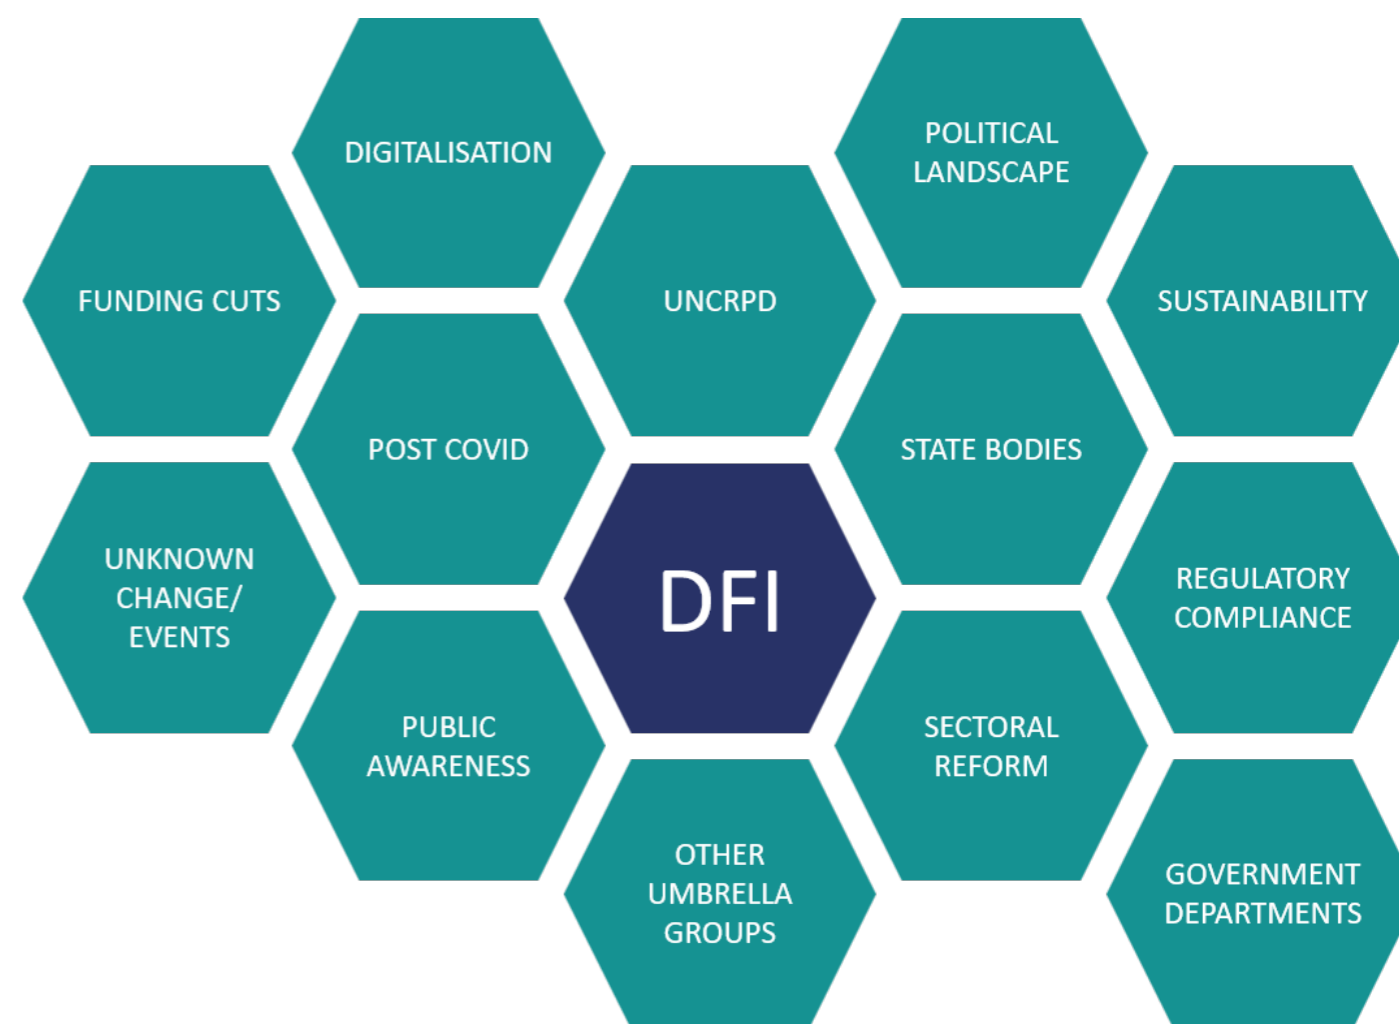 DIGITALISATION
POLITICAL
LANDSCAPE
FUNDING CUTS
UNCRPD
SUSTAINABILITY
POST COVID
STATE BODIES
UNKNOWN
CHANGE/
EVENTS
DFI
REGULATORY
COMPLIANCE
PUBLIC
AWARENESS
SECTORAL
REFORM
OTHER
UMBRELLA
GROUPS
GOVERNMENT
DEPARTMENTS